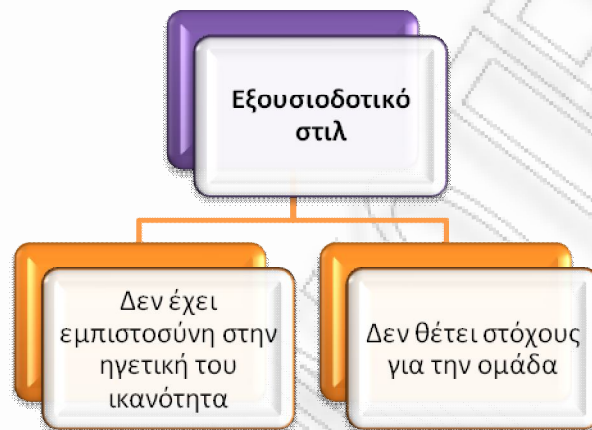 Εξουσιοδοτικό
στιλ
Δεν έχει
εμπιστοσύνη στην
ηγετική του
ικανότητα
Δεν θέτει στόχους
για την ομάδα